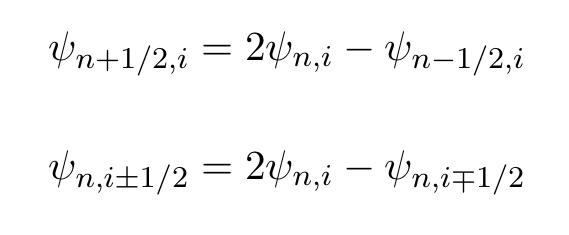 ψ_{n+1/2,i} = 2ψ_{n,i} − ψ_{n−1/2,i}
ψ_{n,i±1/2} = 2ψ_{n,i} − ψ_{n,i∓1/2}